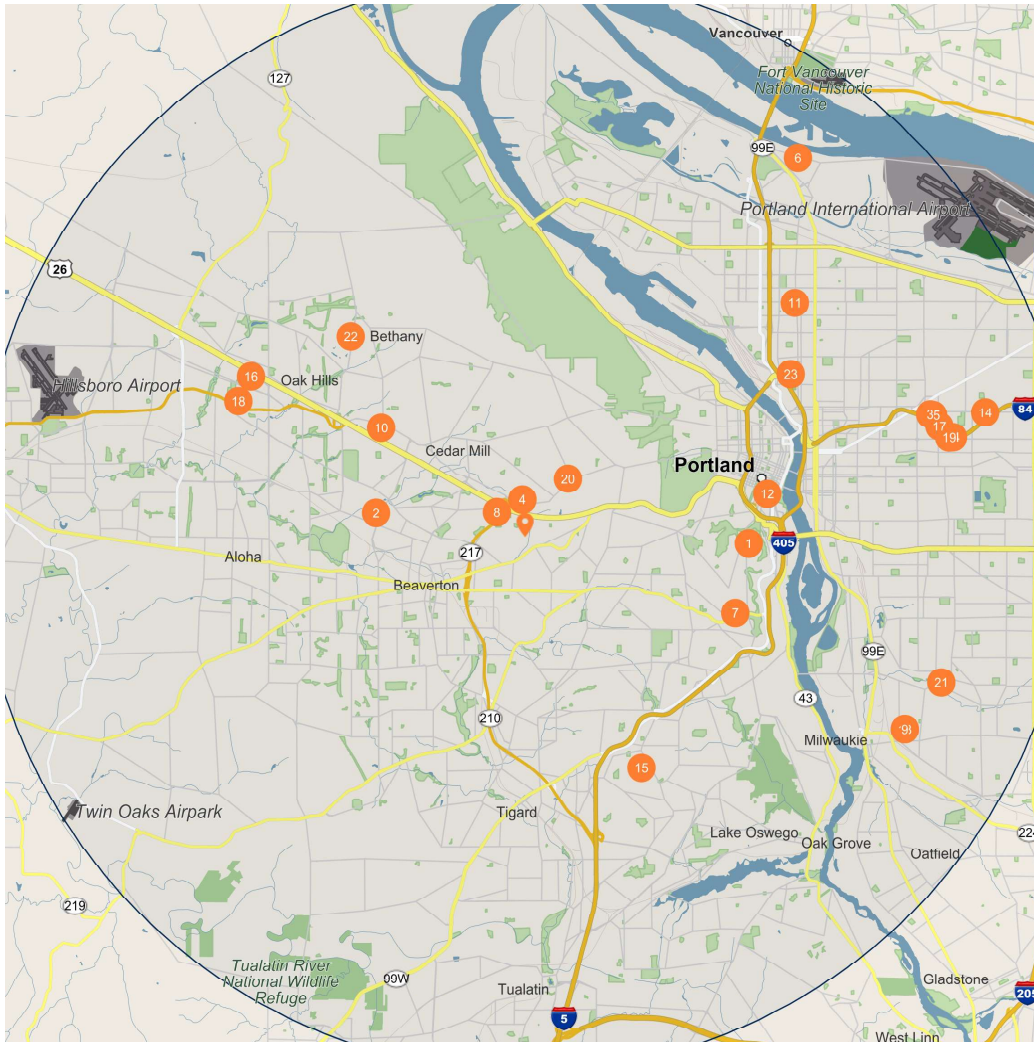 Vancouver
Fort Vancouver
National Historic
Site
127
99E
6
Portland International Airport
26
11
22
Bethany
16
Oak Hills
Hillsboro Airport
18
23
84
14
35
17
10
Cedar Mill
Portland
20
12
4
8
2
1
405
217
Aloha
Beaverton
7
99E
21
43
210
Milwaukie
15
Twin Oaks Airpark
Tigard
Lake Oswego
Oak Grove
224
Oatfield
219
Tualatin River
National Wildlife
Refuge
99W
Tualatin
Gladstone
205
5
West Linn